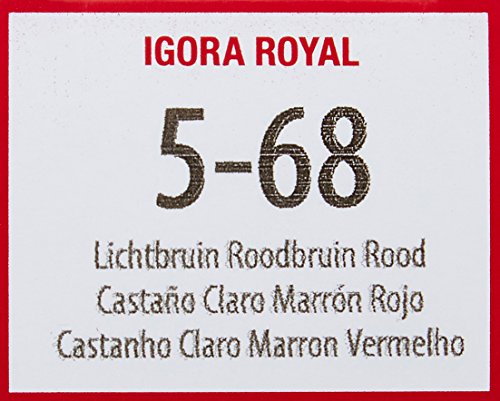 IGORA ROYAL
5-68
Lichtbruin Roodbruin Rood
Castaño Claro Marrón Rojo
Castanho Claro Marron Vermelho